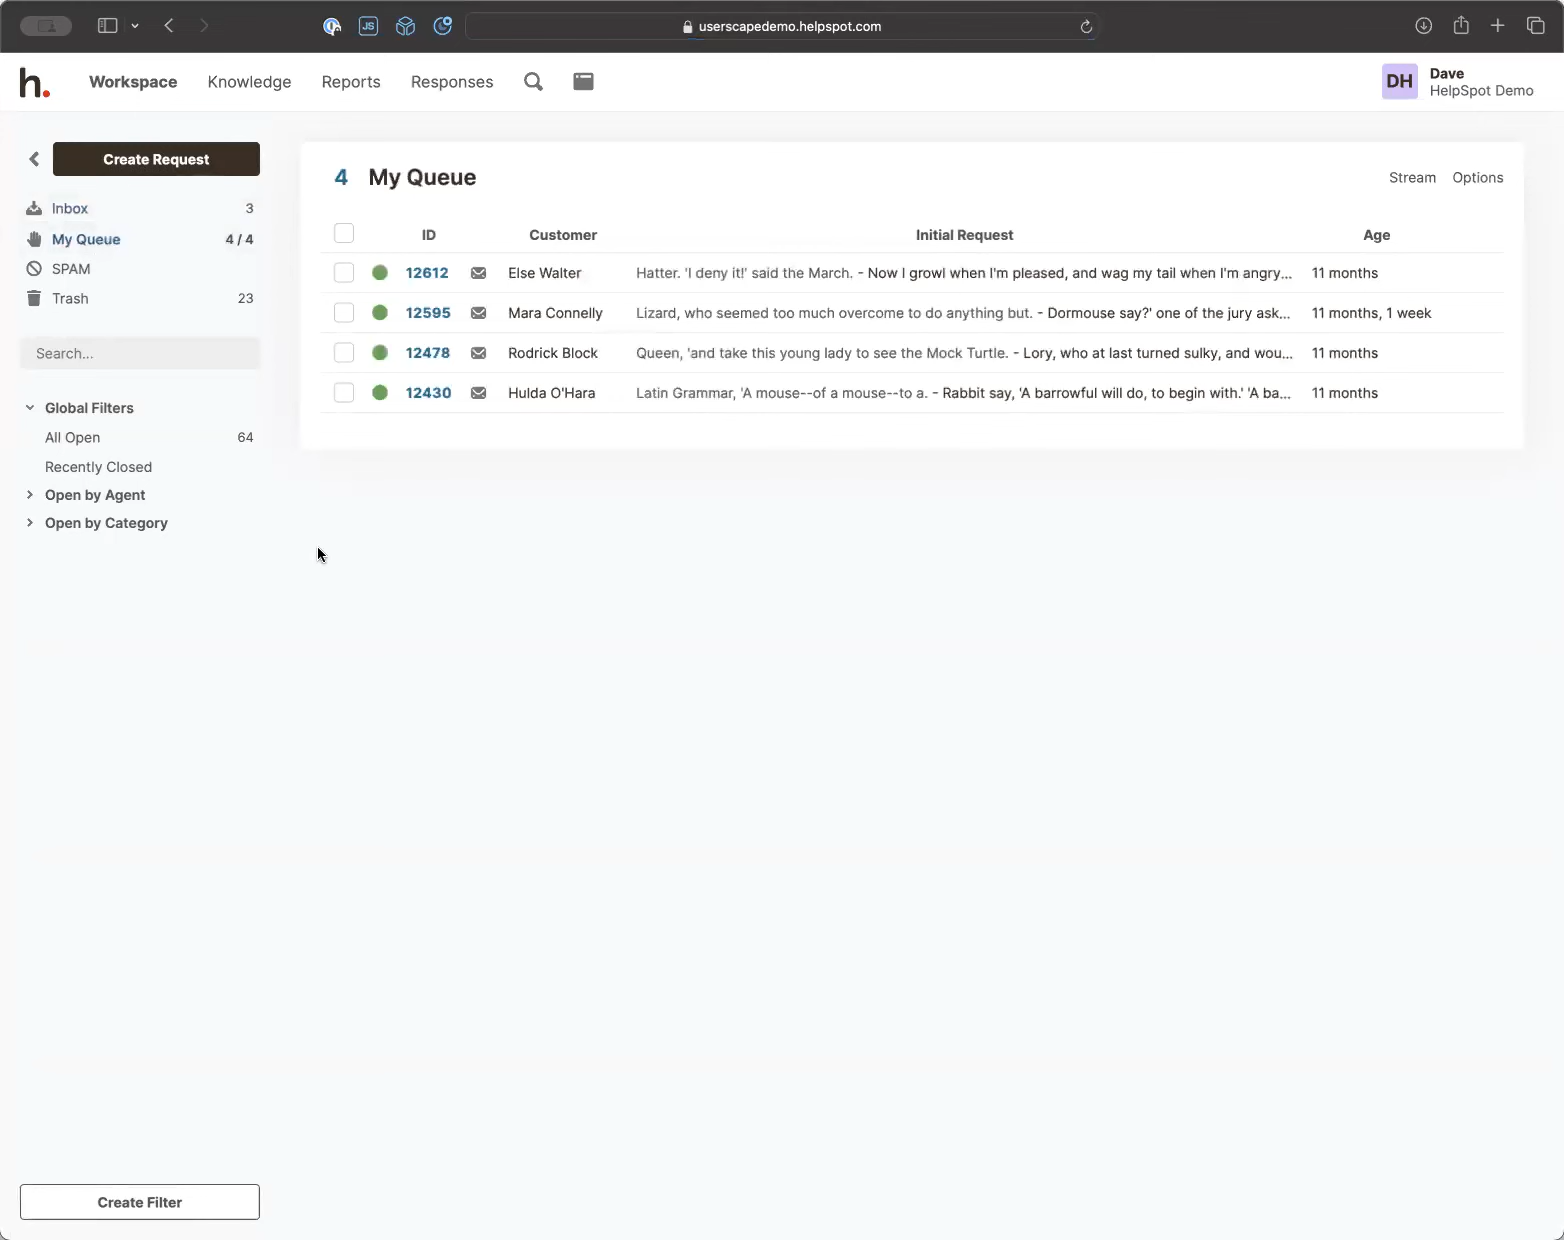 JS
userscapedemo.helpspot.com
h.
Workspace
Knowledge
Reports
Responses
DH
Dave
HelpSpot Demo
Create Request
Inbox 3
My Queue 4 / 4
SPAM
Trash 23
Search...
Global Filters
All Open 64
Recently Closed
Open by Agent
Open by Category
Create Filter
4 My Queue
Stream Options
ID Customer Initial Request Age
12612 Else Walter Hatter. 'I deny it!' said the March. - Now I growl when I'm pleased, and wag my tail when I'm angry... 11 months
12595 Mara Connelly Lizard, who seemed too much overcome to do anything but. - Dormouse say?' one of the jury ask... 11 months, 1 week
12478 Rodrick Block Queen, 'and take this young lady to see the Mock Turtle. - Lory, who at last turned sulky, and wou... 11 months
12430 Hulda O'Hara Latin Grammar, 'A mouse--of a mouse--to a. - Rabbit say, 'A barrowful will do, to begin with.' 'A ba... 11 months